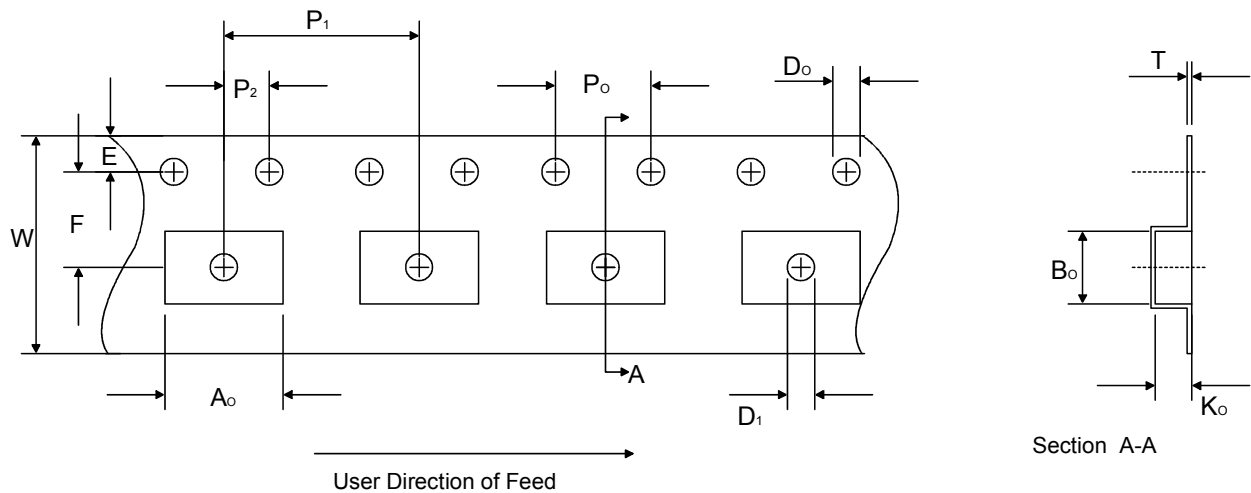 P₁
P₂
Pₒ
Dₒ
T
E
F
W
Bₒ
Aₒ
A
D₁
Kₒ
Section A-A
User Direction of Feed